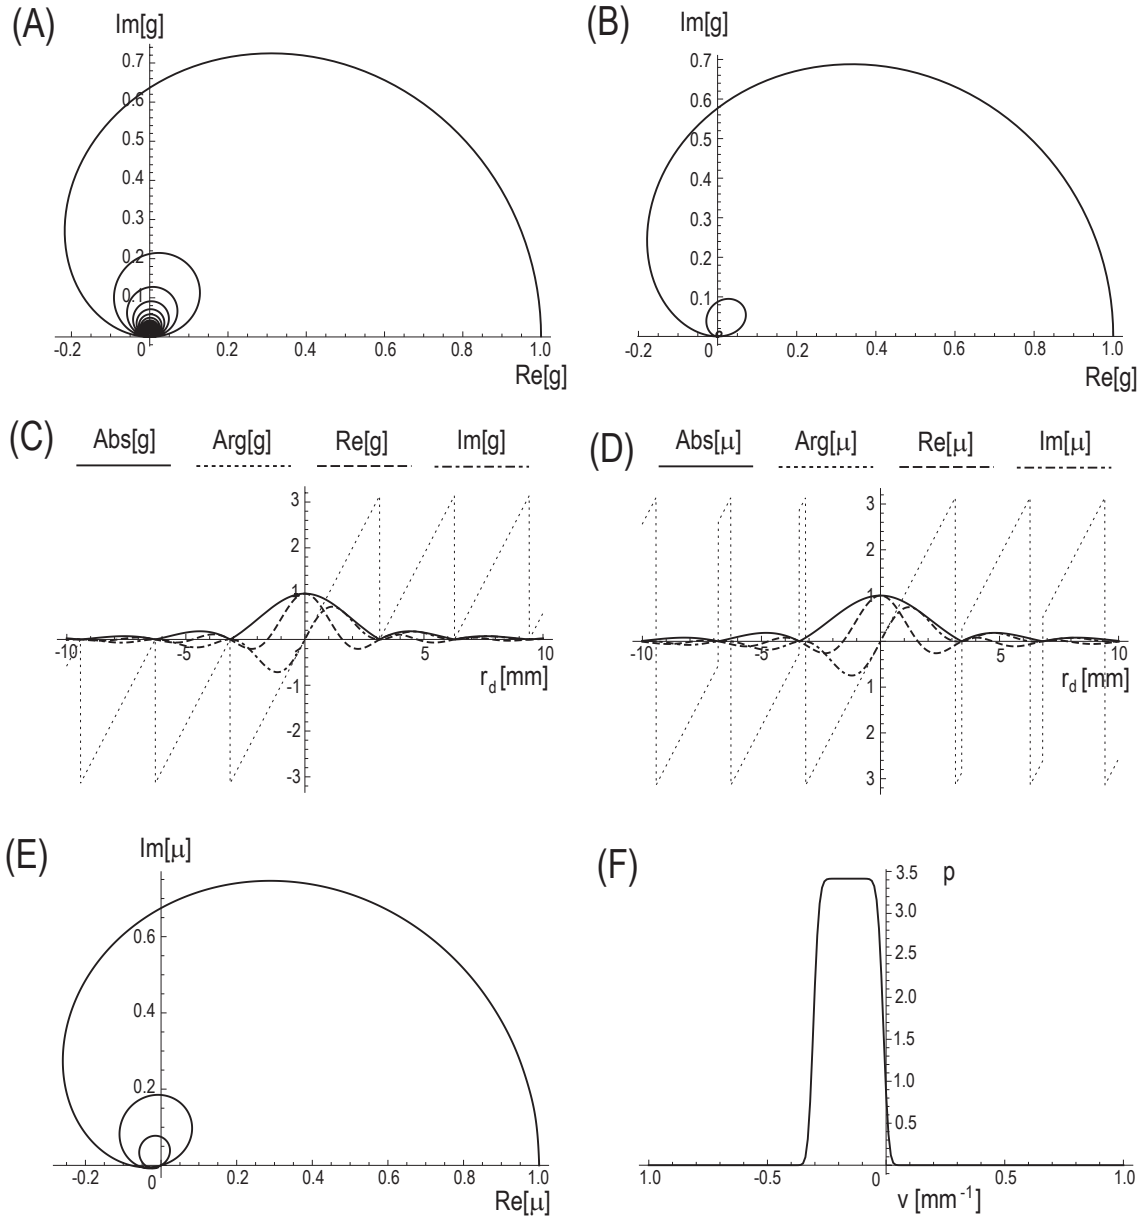 (A)
Im[g]
0.7
0.6
0.5
0.4
0.3
0.2
0.1
-0.2 0 0.2 0.4 0.6 0.8 1.0
Re[g]
(B)
Im[g]
0.7
0.6
0.5
0.4
0.3
0.2
0.1
0
-0.2 0 0.2 0.4 0.6 0.8 1.0
Re[g]
(C)
Abs[g] Arg[g] Re[g] Im[g]
3
2
1
-10 -5 5 10
r_d [mm]
-1
-2
-3
(D)
Abs[μ] Arg[μ] Re[μ] Im[μ]
3
2
1
-10 -5 5 10
r_d [mm]
1
2
3
(E)
Im[μ]
0.6
0.4
0.2
-0.2 0 0.2 0.4 0.6 0.8 1.0
Re[μ]
(F)
3.5 p
3.0
2.5
2.0
1.5
1.0
0.5
1.0 -0.5 0 0.5 1.0
ν [mm⁻¹]